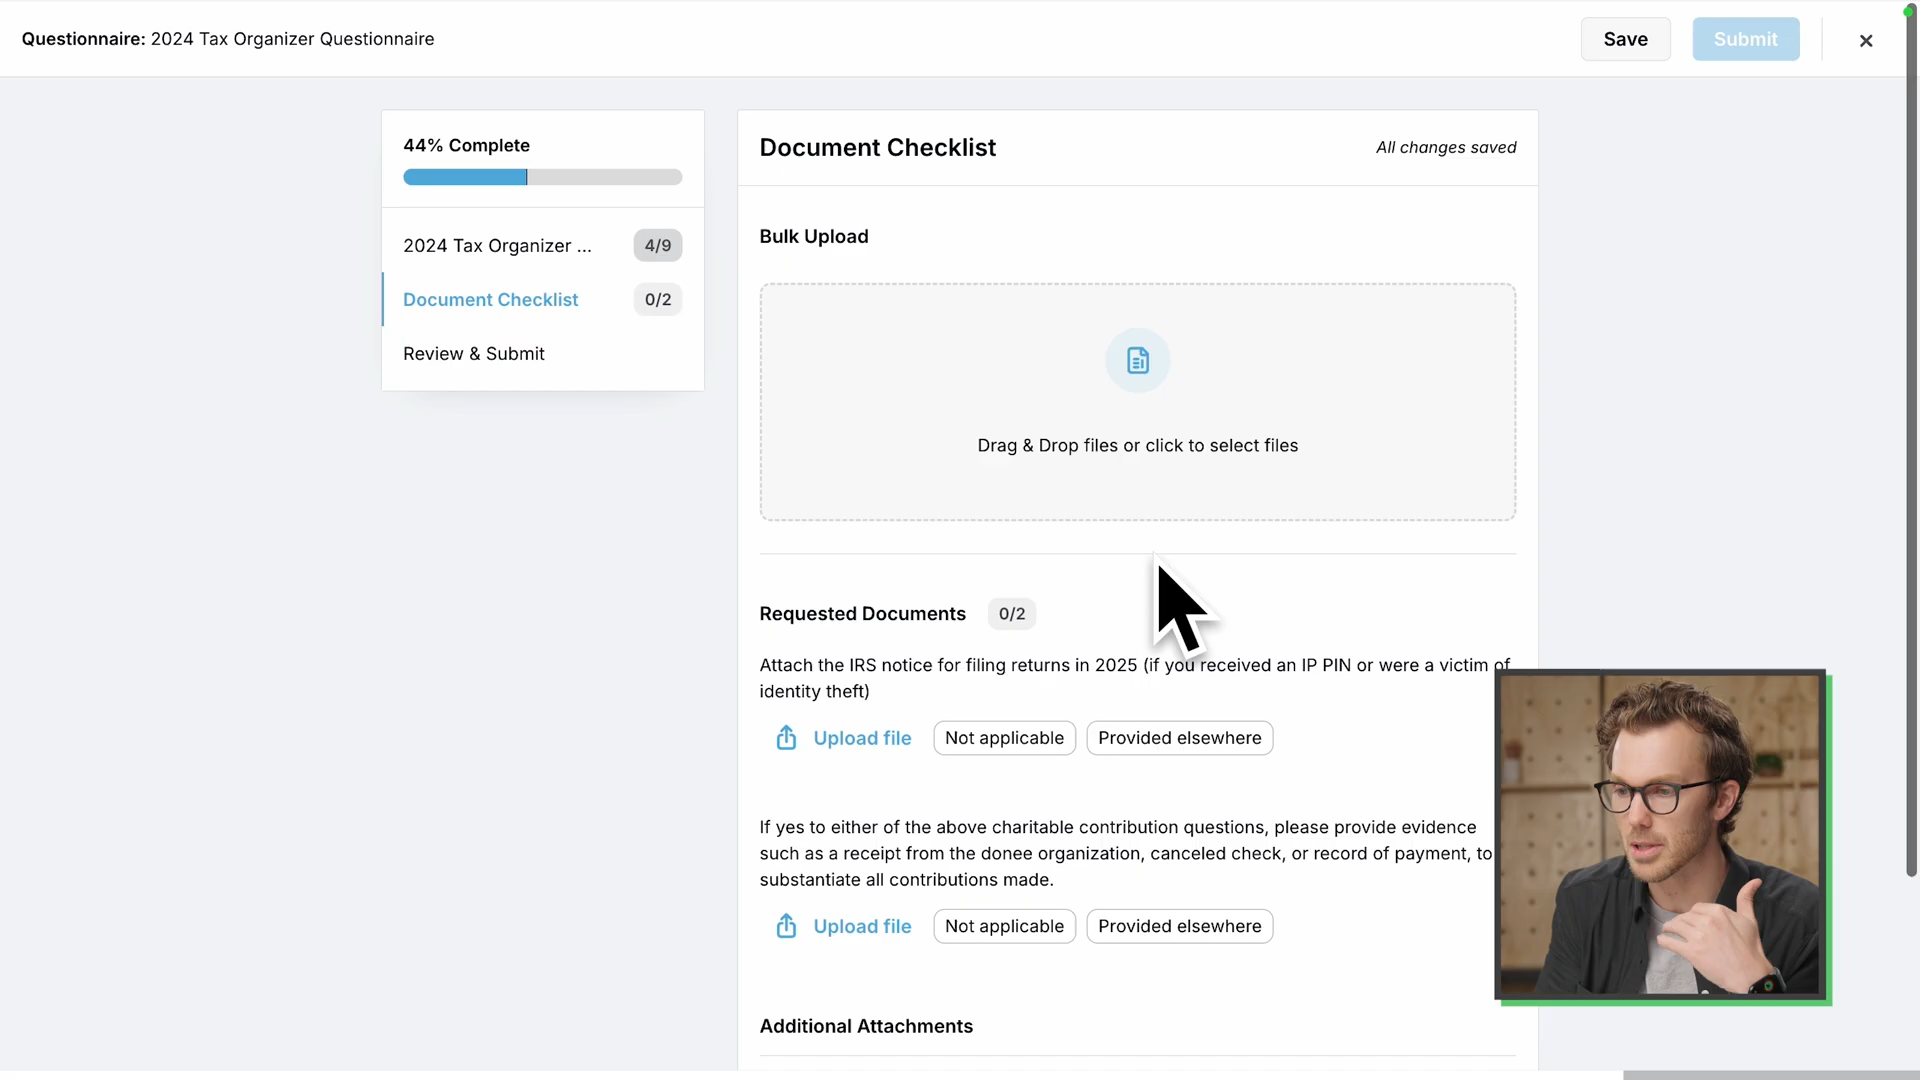 Questionnaire: 2024 Tax Organizer Questionnaire
Save
Submit
44% Complete
2024 Tax Organizer ...
4/9
Document Checklist
0/2
Review & Submit
Document Checklist
All changes saved
Bulk Upload
Drag & Drop files or click to select files
Requested Documents
0/2
Attach the IRS notice for filing returns in 2025 (if you received an IP PIN or were a victim of
identity theft)
Upload file
Not applicable
Provided elsewhere
If yes to either of the above charitable contribution questions, please provide evidence
such as a receipt from the donee organization, canceled check, or record of payment, to
substantiate all contributions made.
Upload file
Not applicable
Provided elsewhere
Additional Attachments